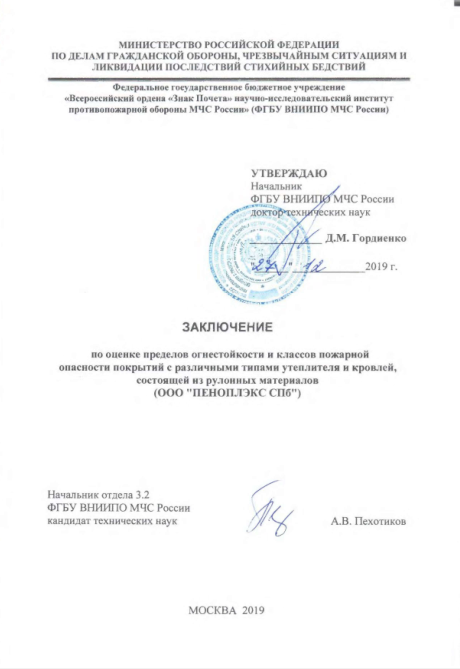 МИНИСТЕРСТВО РОССИЙСКОЙ ФЕДЕРАЦИИ
ПО ДЕЛАМ ГРАЖДАНСКОЙ ОБОРОНЫ, ЧРЕЗВЫЧАЙНЫМ СИТУАЦИЯМ И
ЛИКВИДАЦИИ ПОСЛЕДСТВИЙ СТИХИЙНЫХ БЕДСТВИЙ
Федеральное государственное бюджетное учреждение
«Всероссийский ордена «Знак Почета» научно-исследовательский институт
противопожарной обороны МЧС России» (ФГБУ ВНИИПО МЧС России)
УТВЕРЖДАЮ
Начальник
ФГБУ ВНИИПО МЧС России
доктор технических наук
Д.М. Гордиенко
"27" 12 2019 г.
ЗАКЛЮЧЕНИЕ
по оценке пределов огнестойкости и классов пожарной
опасности покрытий с различными типами утеплителя и кровлей,
состоящей из рулонных материалов
(ООО "ПЕНОПЛЭКС СПб")
Начальник отдела 3.2
ФГБУ ВНИИПО МЧС России
кандидат технических наук
А.В. Пехотиков
МОСКВА 2019